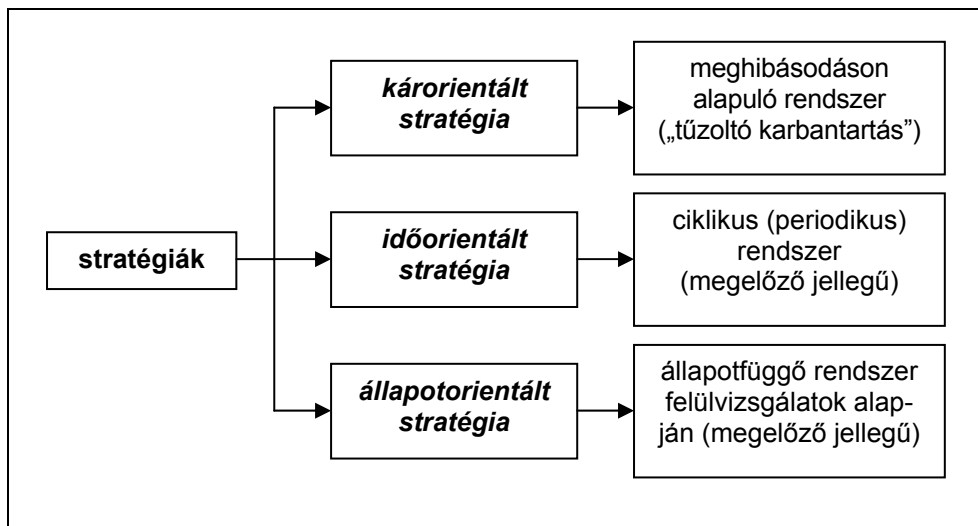 stratégiák
károrientált
stratégia
meghibásodáson
alapuló rendszer
(„tűzoltó karbantartás”)
időorientált
stratégia
ciklikus (periodikus)
rendszer
(megelőző jellegű)
állapotorientált
stratégia
állapotfüggő rendszer
felülvizsgálatok alap-
ján (megelőző jellegű)